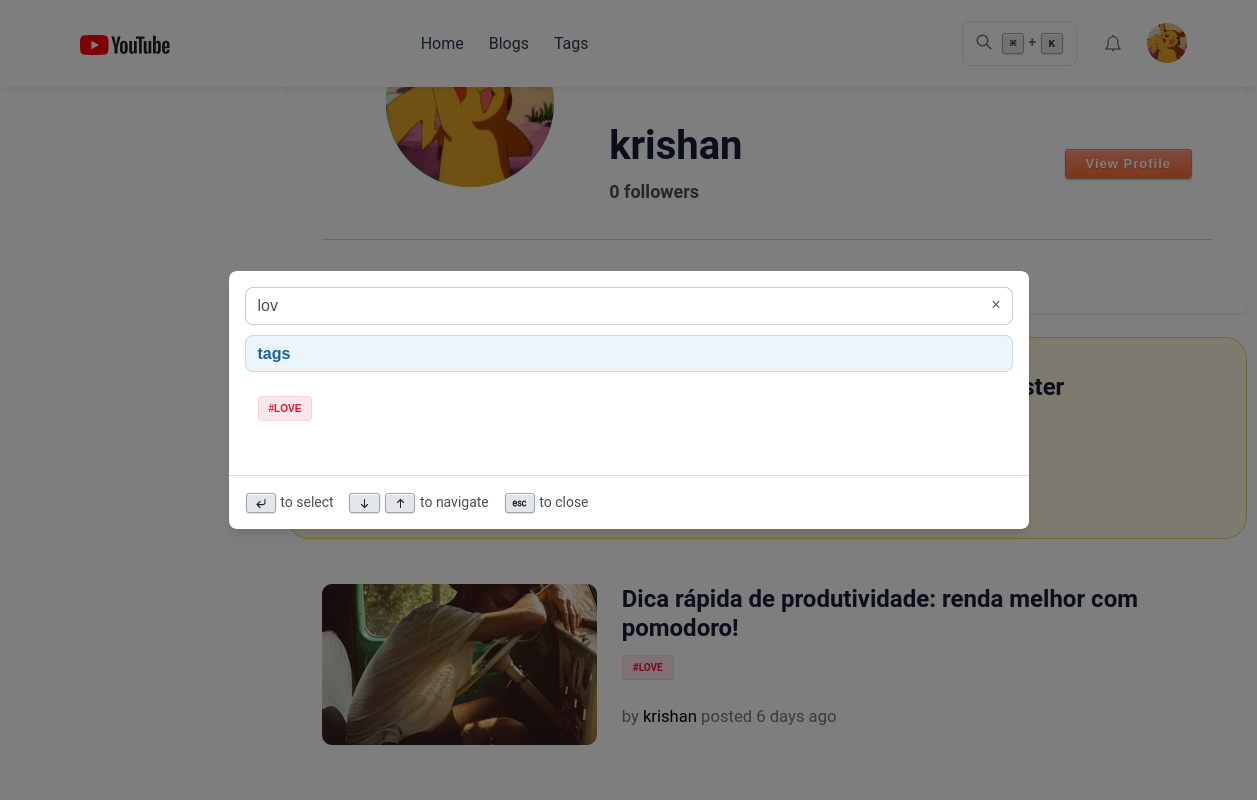 YouTube
Home Blogs Tags
⌘ + K
krishan
View Profile
0 followers
lov ×
tags
ster
#LOVE
↵ to select ↓ ↑ to navigate esc to close
Dica rápida de produtividade: renda melhor com
pomodoro!
#LOVE
by krishan posted 6 days ago